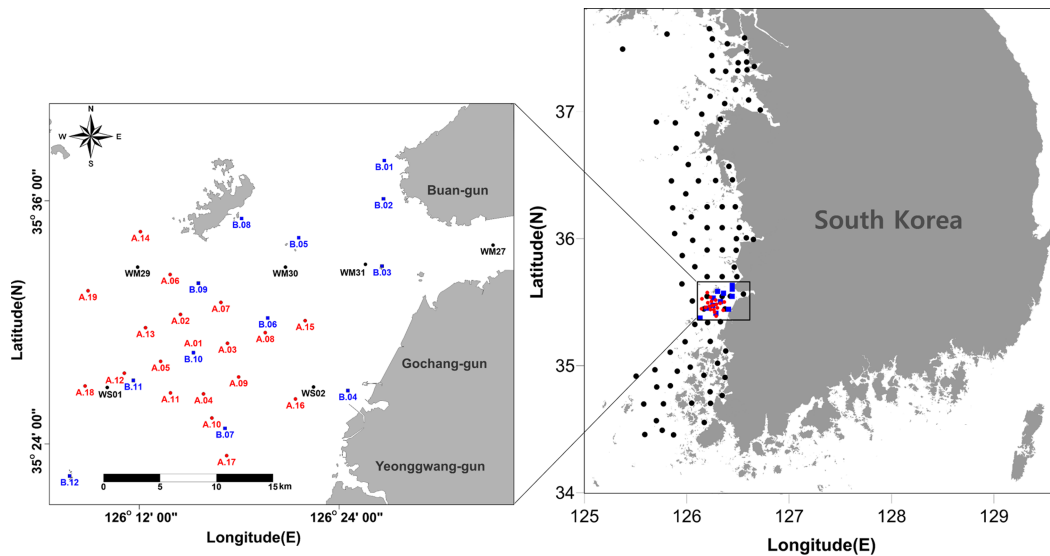 N
W
E
S
B.01
Buan-gun
B.02
B.08
A.14
B.05
WM27
WM29
WM30
WM31
B.03
A.06
B.09
A.19
A.07
A.02
B.06
A.15
A.13
A.01
A.03
A.08
B.10
A.05
Gochang-gun
A.12
B.11
A.09
A.18
WS01
WS02
B.04
A.11
A.04
A.16
A.10
B.07
A.17
Yeonggwang-gun
B.12
0
5
10
15
km
35° 36' 00"
35° 24' 00"
Latitude(N)
126° 12' 00"
126° 24' 00"
Longitude(E)
South Korea
37
36
35
34
Latitude(N)
125
126
127
128
129
Longitude(E)